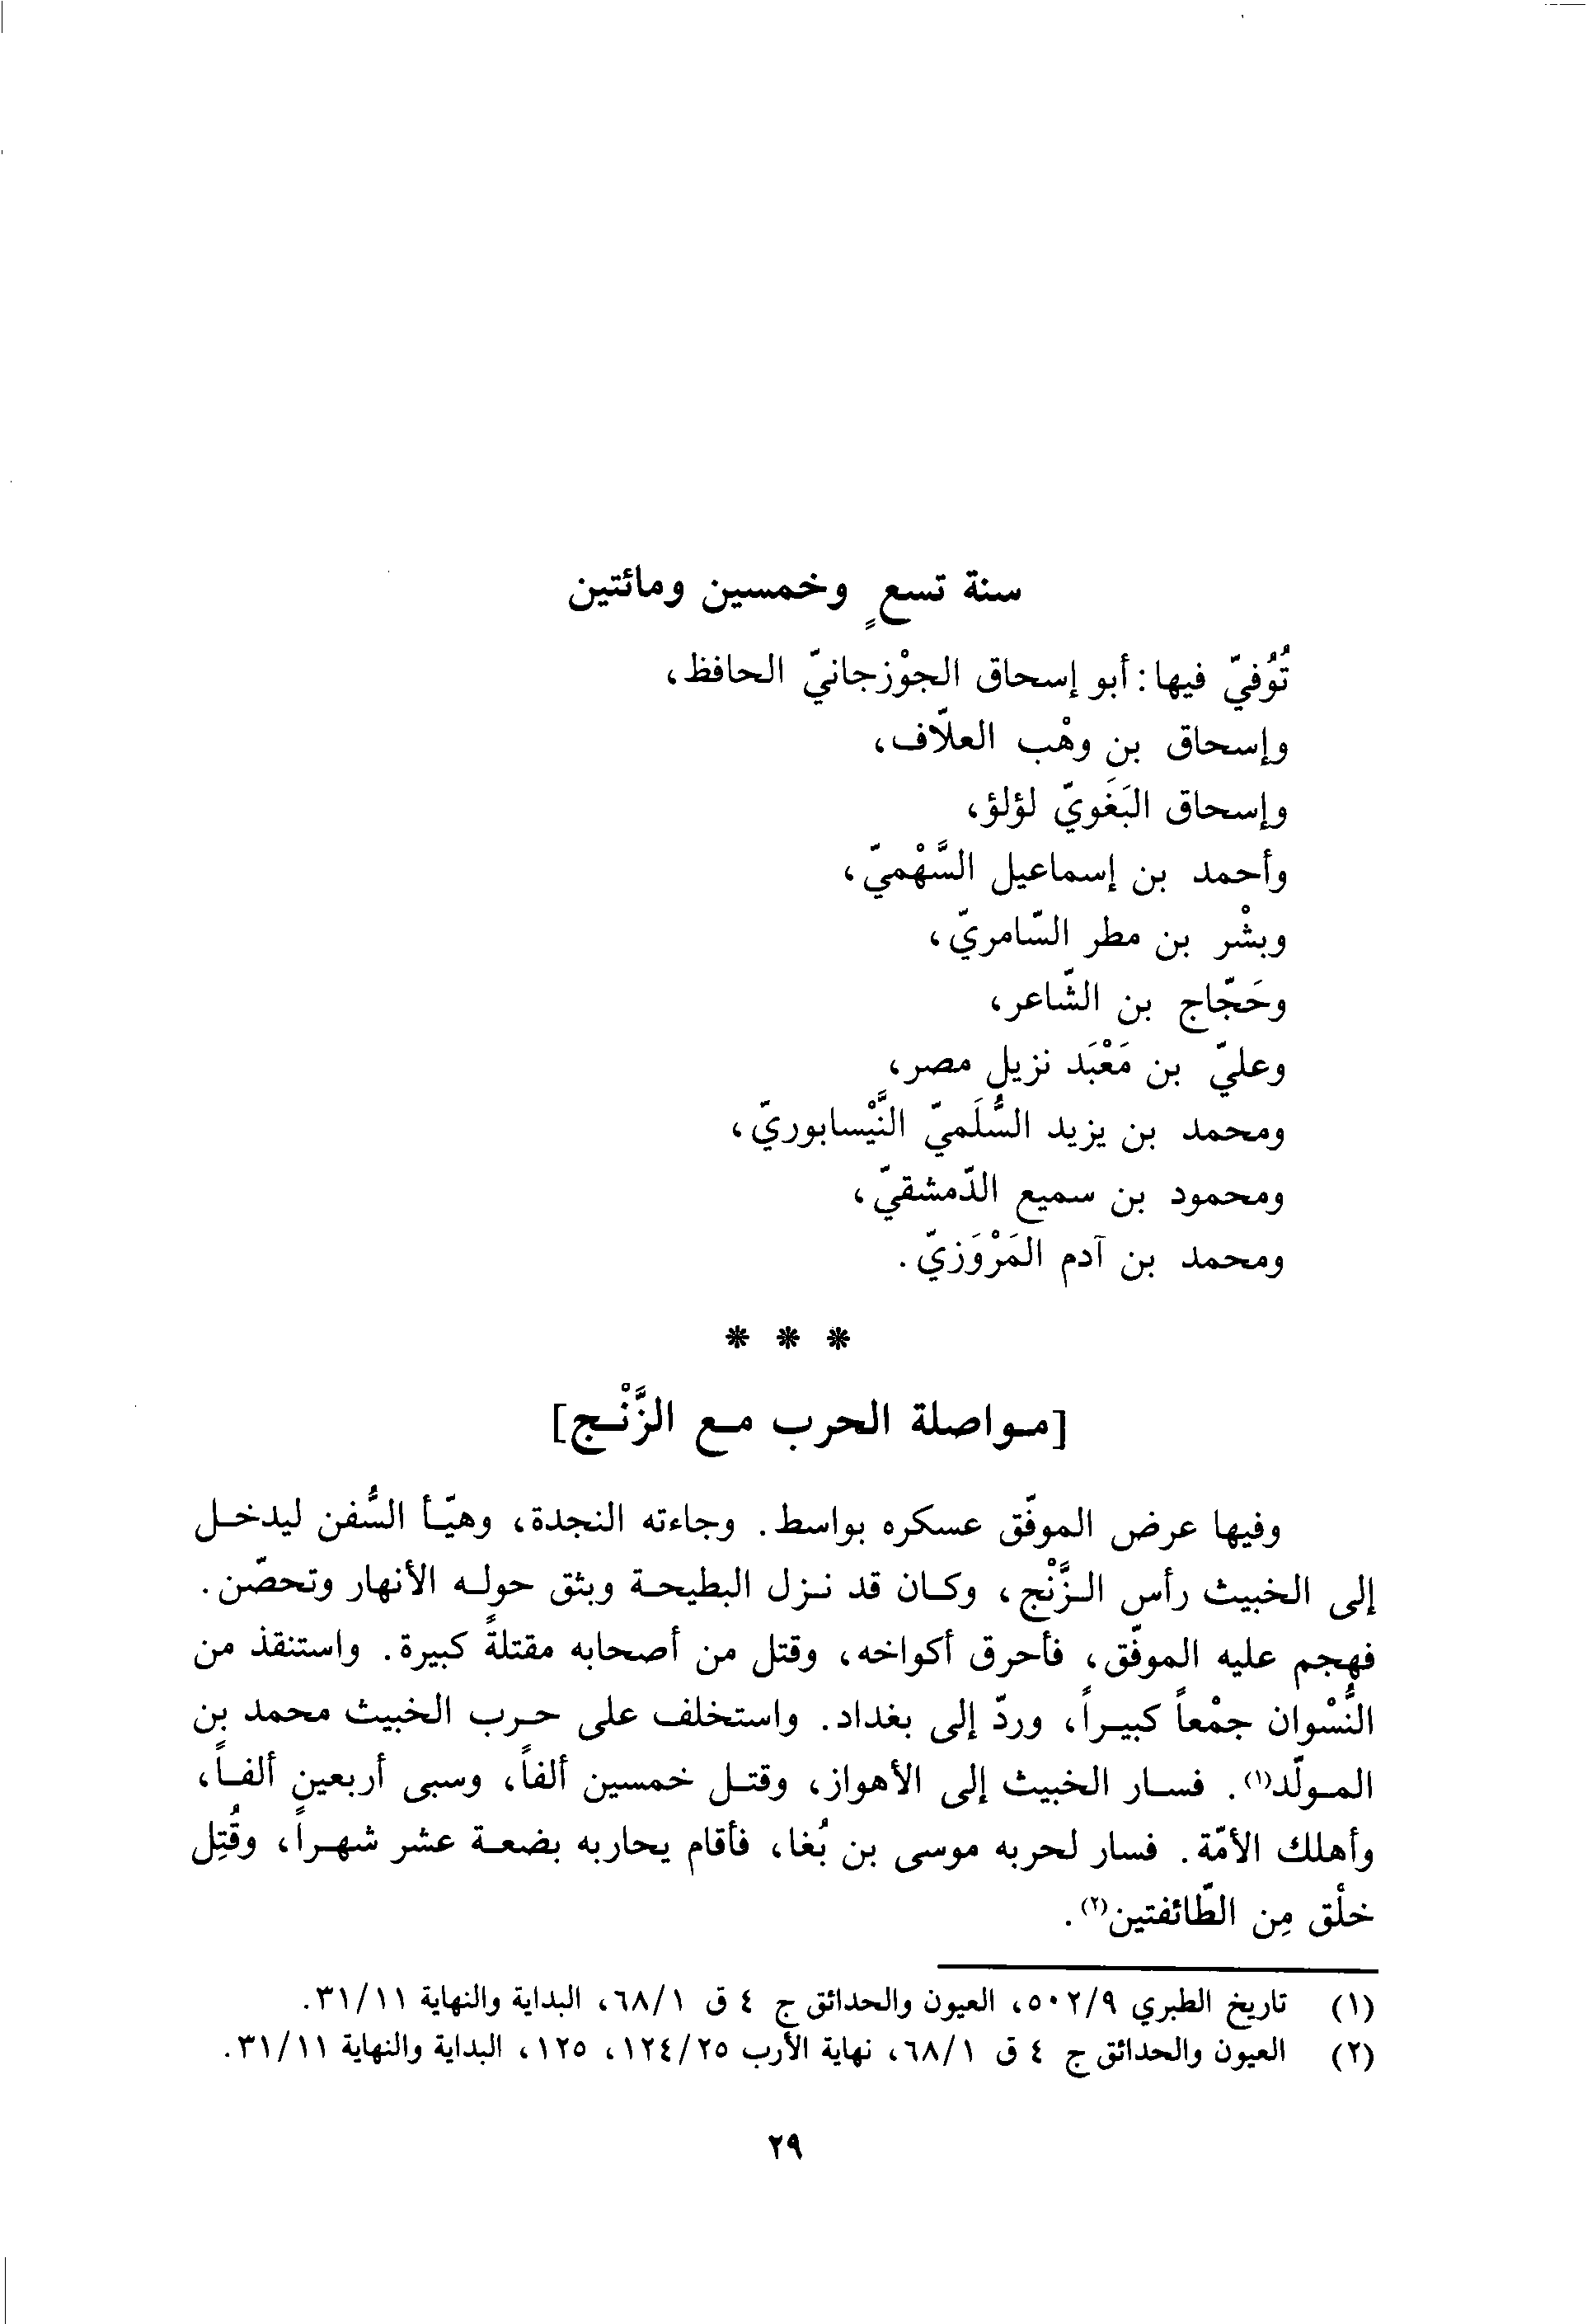 سنة تسعٍ وخمسين ومائتين
تُوُفيّ فيها: أبو إسحاق الجوْزجانيّ الحافظ،
وإسحاق بن وهْب العلّاف،
وإسحاق البَغَويّ لؤلؤ،
وأحمد بن إسماعيل السَّهْميّ،
وبشْر بن مطر السّامريّ،
وحَجّاج بن الشّاعر،
وعليّ بن مَعْبَد نزيل مصر،
ومحمد بن يزيد السُّلَميّ النَّيْسابوريّ،
ومحمود بن سميع الدّمشقيّ،
ومحمد بن آدم المَرْوَزيّ.
* * *
[مواصلة الحرب مع الزَّنْج]
وفيها عرض الموفّق عسكره بواسط. وجاءته النجدة، وهيّأ السُّفن ليدخل
إلى الخبيث رأس الزَّنْج، وكان قد نزل البطيحة وبثق حوله الأنهار وتحصّن.
فهجم عليه الموفّق، فأحرق أكواخه، وقتل من أصحابه مقتلةً كبيرة. واستنقذ من
النُّسْوان جمْعاً كبيراً، وردّ إلى بغداد. واستخلف على حرب الخبيث محمد بن
المولّد(١). فسار الخبيث إلى الأهواز، وقتل خمسين ألفاً، وسبى أربعين ألفاً،
وأهلك الأمّة. فسار لحربه موسى بن بُغا، فأقام يحاربه بضعة عشر شهراً، وقُتِل
خلْق مِن الطّائفتين(٢).
(١) تاريخ الطبري ٥٠٢/٩، العيون والحدائق ج ٤ ق ٦٨/١، البداية والنهاية ٣١/١١.
(٢) العيون والحدائق ج ٤ ق ٦٨/١، نهاية الأرب ١٢٤/٢٥، ١٢٥، البداية والنهاية ٣١/١١.
٢٩